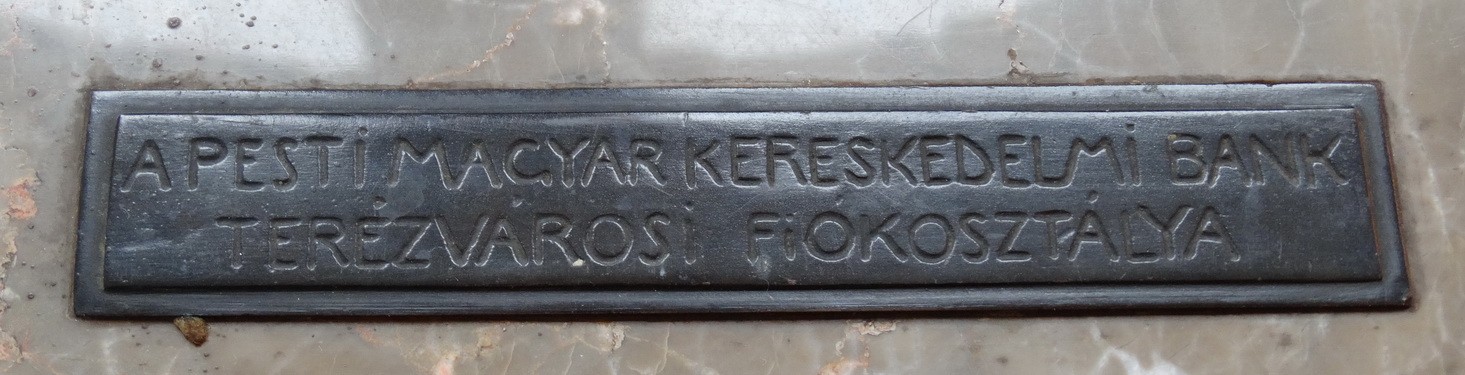 A PESTI MAGYAR KERESKEDELMI BANK
TERÉZVÁROSI FIÓKOSZTÁLYA